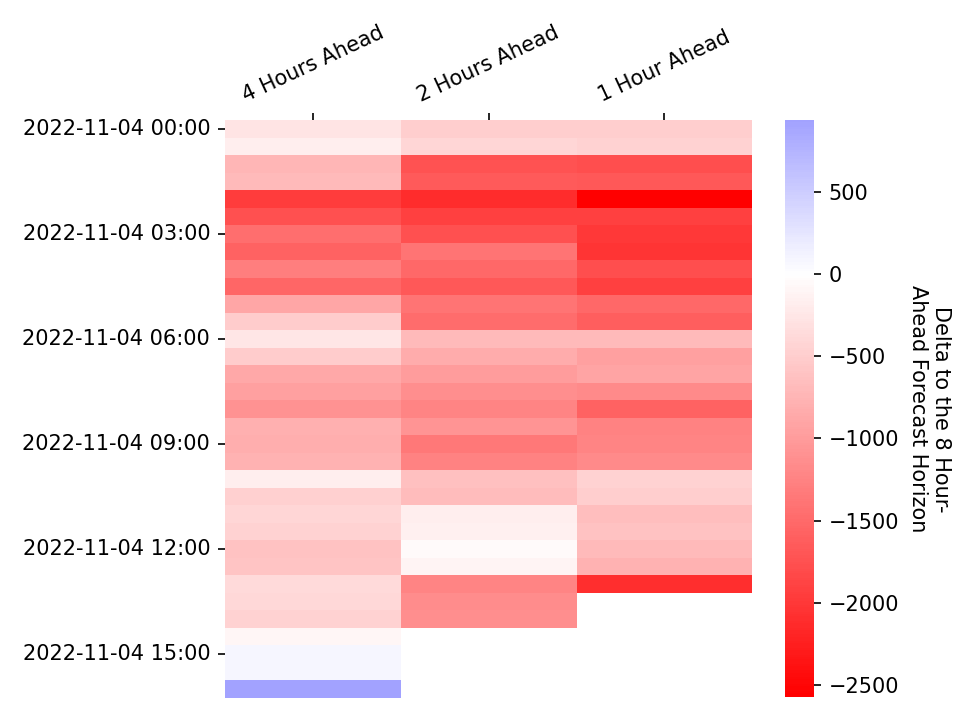 4 Hours Ahead
2 Hours Ahead
1 Hour Ahead
2022-11-04 00:00
2022-11-04 03:00
2022-11-04 06:00
2022-11-04 09:00
2022-11-04 12:00
2022-11-04 15:00
500
0
−500
−1000
−1500
−2000
−2500
Delta to the 8 Hour-
Ahead Forecast Horizon